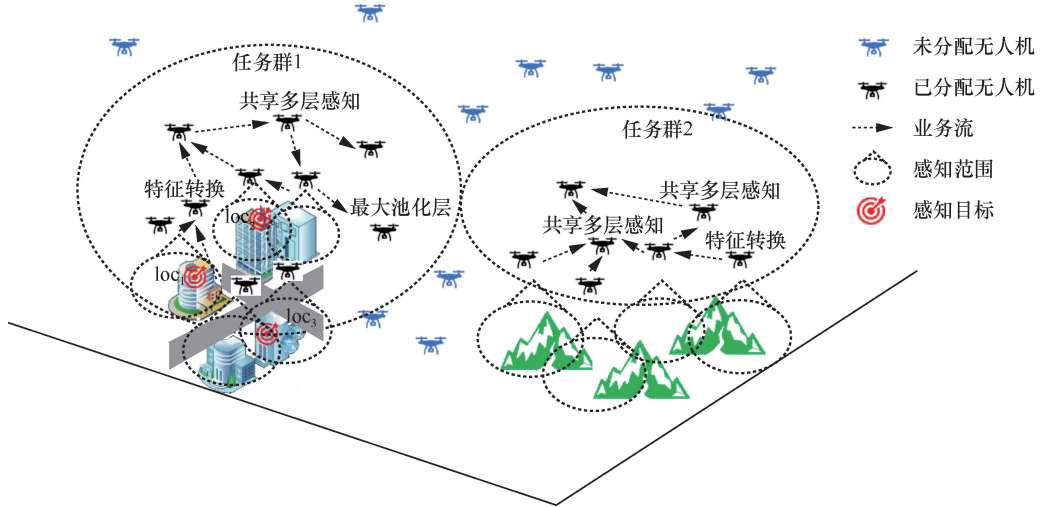 任务群1
共享多层感知
特征转换
最大池化层
loc
loc
loc3
任务群2
共享多层感知
共享多层感知
特征转换
未分配无人机
已分配无人机
业务流
感知范围
感知目标